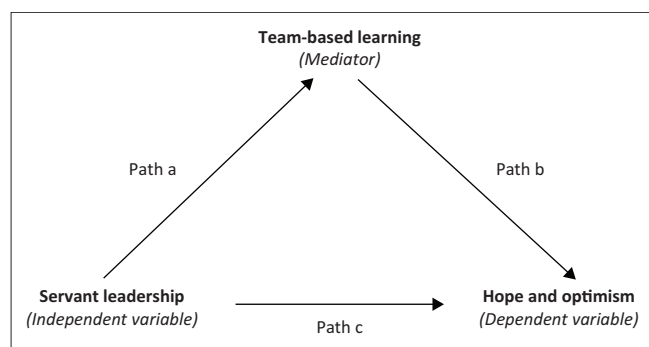 Team-based learning
(Mediator)
Path a
Path b
Servant leadership
(Independent variable)
Path c
Hope and optimism
(Dependent variable)